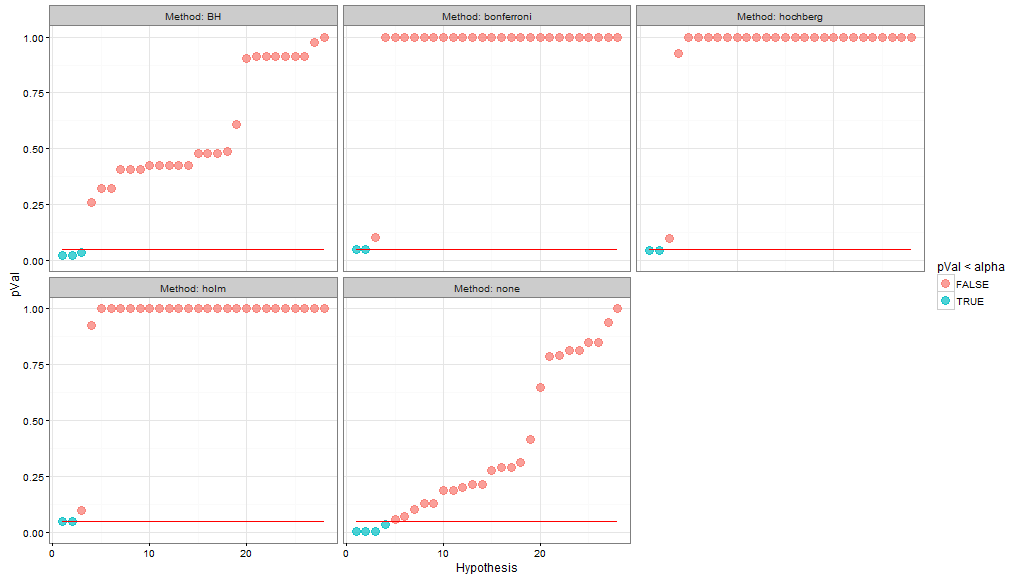 Method: BH
Method: bonferroni
Method: hochberg
1.00
0.75
0.50
0.25
0.00
Method: holm
Method: none
1.00
0.75
0.50
0.25
0.00
0
10
20
0
10
20
pVal
Hypothesis
pVal < alpha
FALSE
TRUE